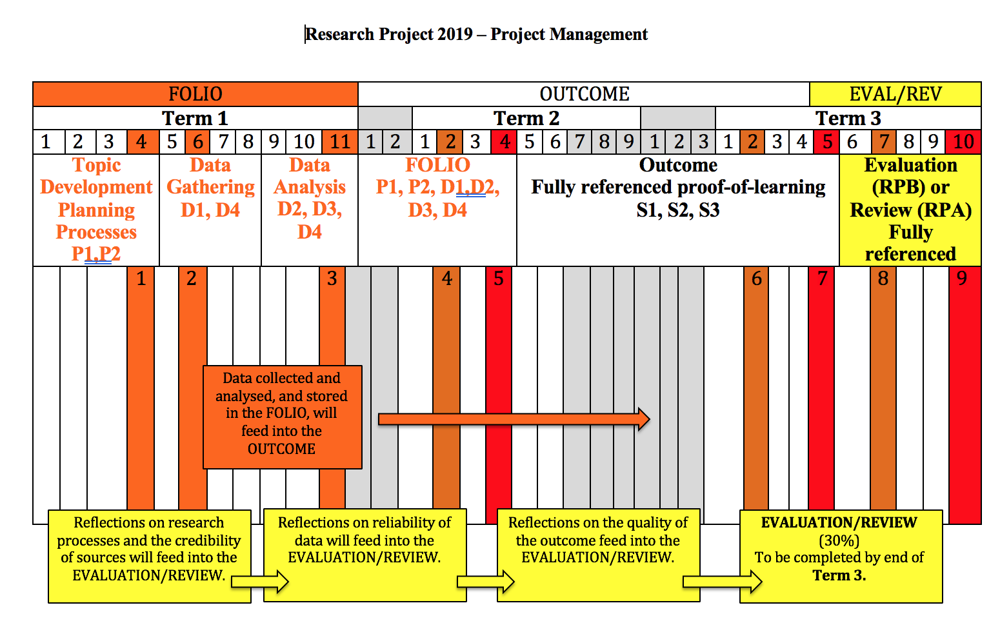 Research Project 2019 – Project Management
FOLIO OUTCOME EVAL/REV
Term 1 Term 2 Term 3
1 2 3 4 5 6 7 8 9 10 11 1 2 1 2 3 4 5 6 7 8 9 1 2 3 1 2 3 4 5 6 7 8 9 10
Topic
Development
Planning
Processes
P1,P2
Data
Gathering
D1, D4
Data
Analysis
D2, D3,
D4
FOLIO
P1, P2, D1,D2,
D3, D4
Outcome
Fully referenced proof-of-learning
S1, S2, S3
Evaluation
(RPB) or
Review (RPA)
Fully
referenced
1 2 3 4 5 6 7 8 9
Data collected and
analysed, and stored
in the FOLIO, will
feed into the
OUTCOME
Reflections on research
processes and the credibility
of sources will feed into the
EVALUATION/REVIEW.
Reflections on reliability of
data will feed into the
EVALUATION/REVIEW.
Reflections on the quality of
the outcome feed into the
EVALUATION/REVIEW.
EVALUATION/REVIEW
(30%)
To be completed by end of
Term 3.